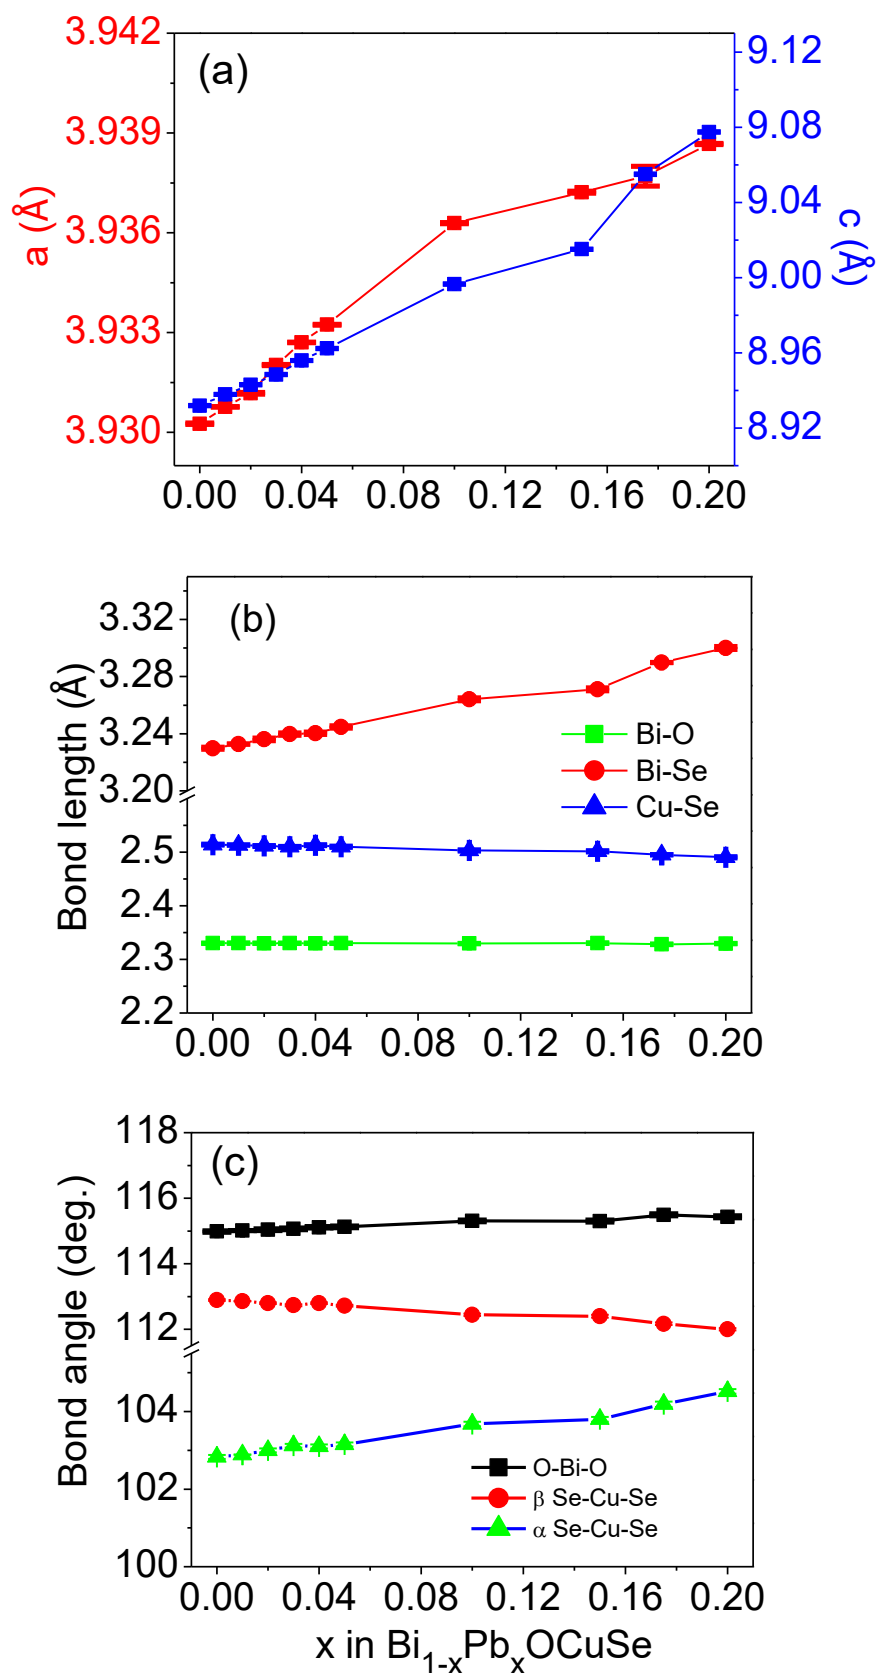 (a)
a (Å)
3.942
3.939
3.936
3.933
3.930
c (Å)
9.12
9.08
9.04
9.00
8.96
8.92
0.00 0.04 0.08 0.12 0.16 0.20
(b)
Bond length (Å)
3.32
3.28
3.24
3.20
2.5
2.4
2.3
2.2
Bi-O
Bi-Se
Cu-Se
0.00 0.04 0.08 0.12 0.16 0.20
(c)
Bond angle (deg.)
118
116
114
112
104
102
100
O-Bi-O
β Se-Cu-Se
α Se-Cu-Se
0.00 0.04 0.08 0.12 0.16 0.20
x in Bi1-xPbxOCuSe